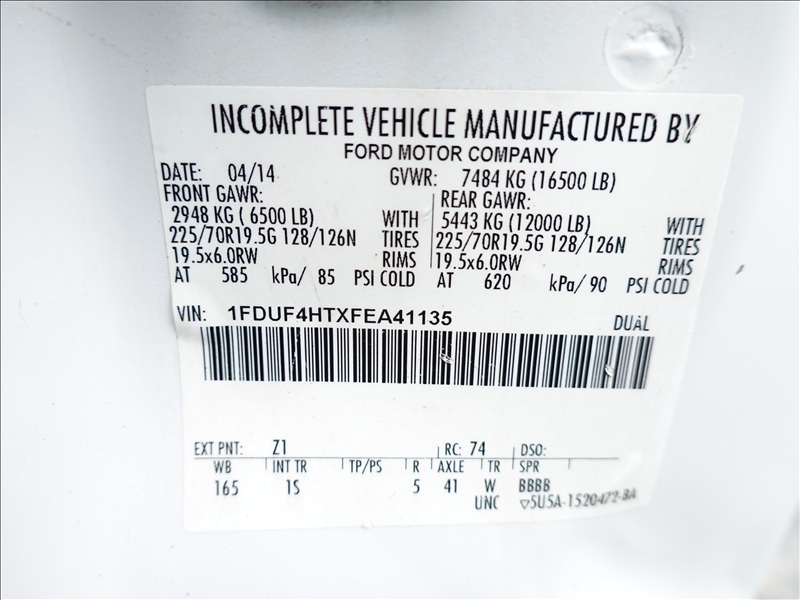 INCOMPLETE VEHICLE MANUFACTURED BY
FORD MOTOR COMPANY
DATE: 04/14 GVWR: 7484 KG (16500 LB)
FRONT GAWR: REAR GAWR:
2948 KG ( 6500 LB) WITH 5443 KG (12000 LB) WITH
225/70R19.5G 128/126N TIRES 225/70R19.5G 128/126N TIRES
19.5x6.0RW RIMS 19.5x6.0RW RIMS
AT 585 kPa/ 85 PSI COLD AT 620 kPa/ 90 PSI COLD
VIN: 1FDUF4HTXFEA41135 DUAL
EXT PNT: Z1 RC: 74 DSO:
WB INT TR TP/PS R AXLE TR SPR
165 1S 5 41 W BBBB
UNC ▽5U5A-1520472-BA